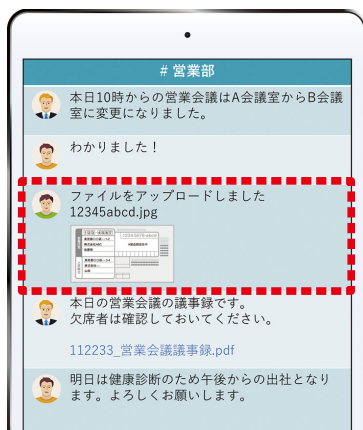 # 営業部
本日10時からの営業会議はA会議室からB会議
室に変更になりました。
わかりました！
ファイルをアップロードしました
12345abcd.jpg
1234-5678-abcd
本日の営業会議の議事録です。
欠席者は確認しておいてください。
112233_営業会議議事録.pdf
明日は健康診断のため午後からの出社となり
ます。よろしくお願いします。